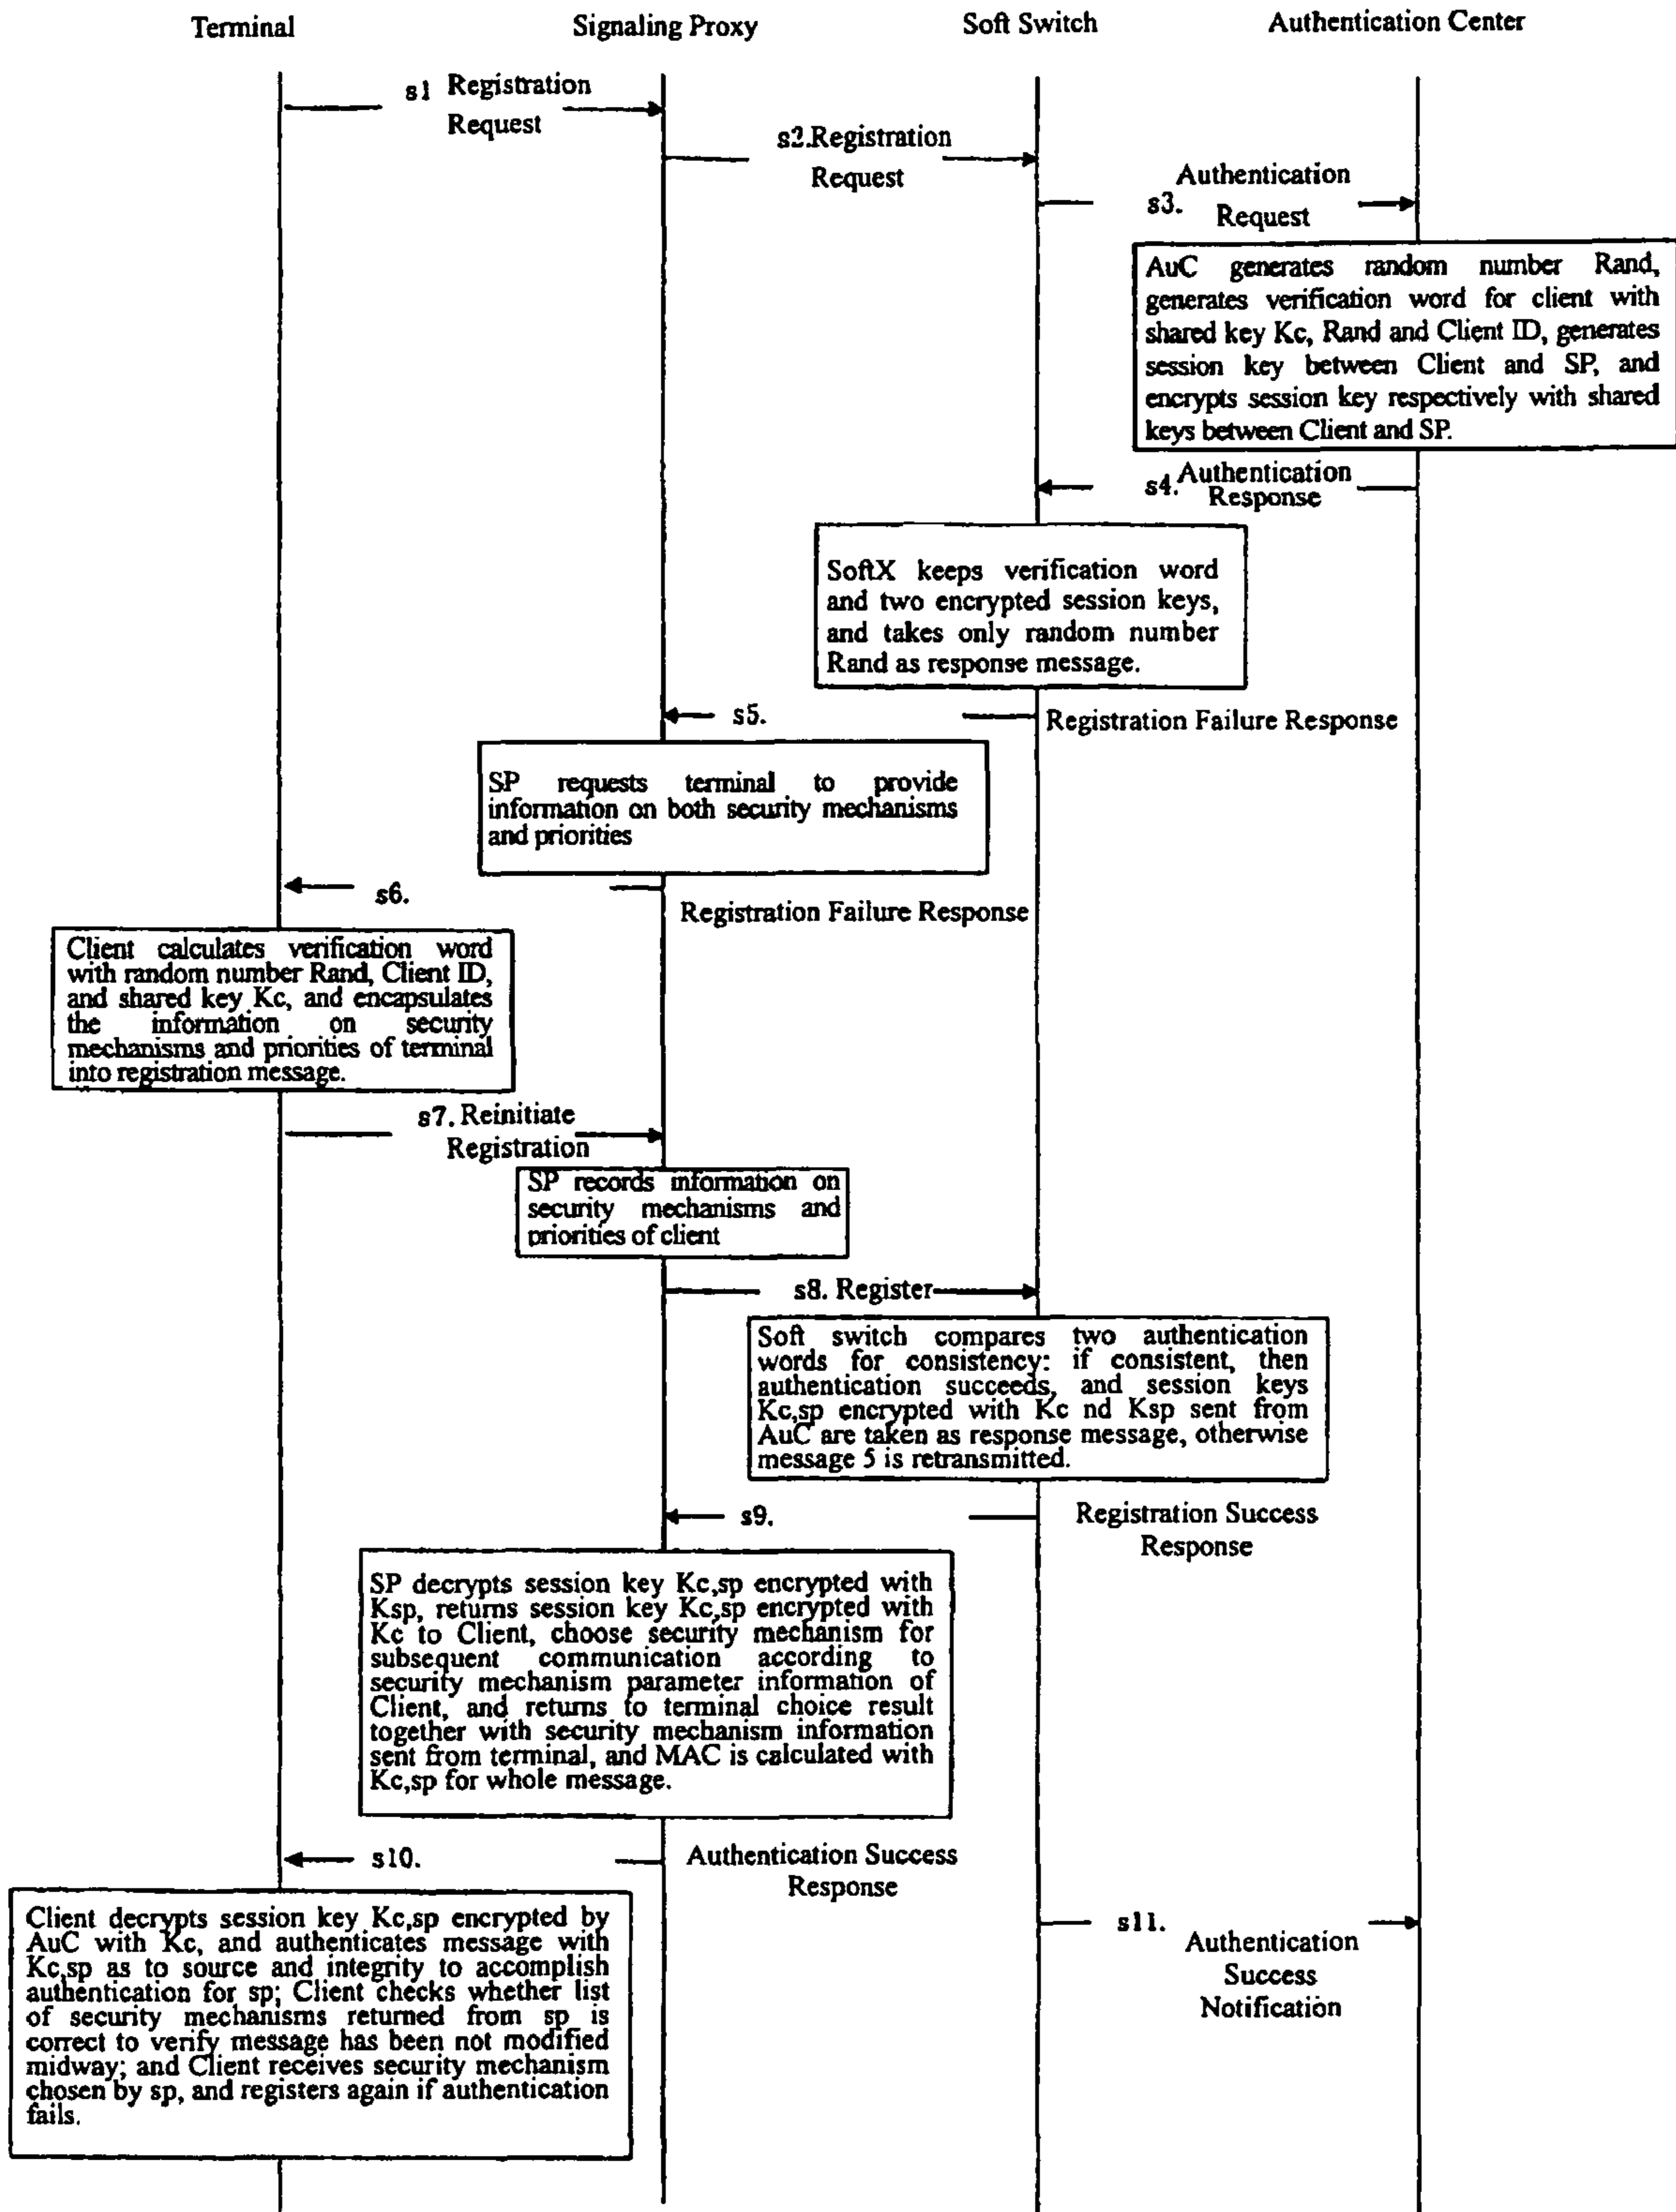 Terminal
Signaling Proxy
Soft Switch
Authentication Center
s1 Registration
Request
s2.Registration
Request
Authentication
s3. Request
AuC generates random number Rand,
generates verification word for client with
shared key Kc, Rand and Client ID, generates
session key between Client and SP, and
encrypts session key respectively with shared
keys between Client and SP.
s4. Authentication
Response
SoftX keeps verification word
and two encrypted session keys,
and takes only random number
Rand as response message.
s5.
Registration Failure Response
SP requests terminal to provide
information on both security mechanisms
and priorities
s6.
Registration Failure Response
Client calculates verification word
with random number Rand, Client ID,
and shared key Kc, and encapsulates
the information on security
mechanisms and priorities of terminal
into registration message.
s7. Reinitiate
Registration
SP records information on
security mechanisms and
priorities of client
s8. Register
Soft switch compares two authentication
words for consistency: if consistent, then
authentication succeeds, and session keys
Kc,sp encrypted with Kc nd Ksp sent from
AuC are taken as response message, otherwise
message 5 is retransmitted.
s9.
Registration Success
Response
SP decrypts session key Kc,sp encrypted with
Ksp, returns session key Kc,sp encrypted with
Kc to Client, choose security mechanism for
subsequent communication according to
security mechanism parameter information of
Client, and returns to terminal choice result
together with security mechanism information
sent from terminal, and MAC is calculated with
Kc,sp for whole message.
s10.
Authentication Success
Response
Client decrypts session key Kc,sp encrypted by
AuC with Kc, and authenticates message with
Kc,sp as to source and integrity to accomplish
authentication for sp; Client checks whether list
of security mechanisms returned from sp is
correct to verify message has been not modified
midway; and Client receives security mechanism
chosen by sp, and registers again if authentication
fails.
s11.
Authentication
Success
Notification